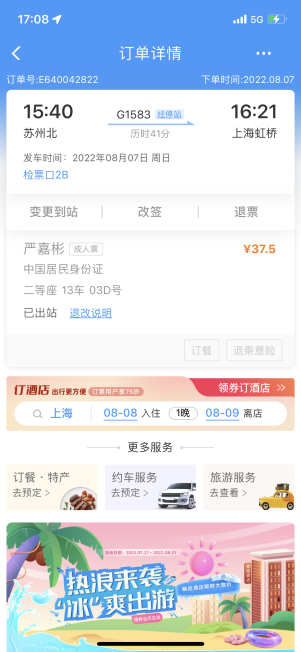 17:08
5G
订单详情
订单号:E640042822
下单时间:2022.08.07
15:40
G1583 经停站
16:21
苏州北
历时41分
上海虹桥
发车时间：2022年08月07日 周日
检票口2B
变更到站
改签
退票
严嘉彬 成人票
¥37.5
中国居民身份证
二等座 13车 03D号
已出站 退改说明
订餐
退乘意险
订酒店 出行更方便 订票用户享75折
领券订酒店 >>
上海
08-08 入住
1晚
08-09 离店
更多服务
订餐·特产
去预定 >
约车服务
去预定 >
旅游服务
去查看 >
热浪来袭
“冰”爽出游